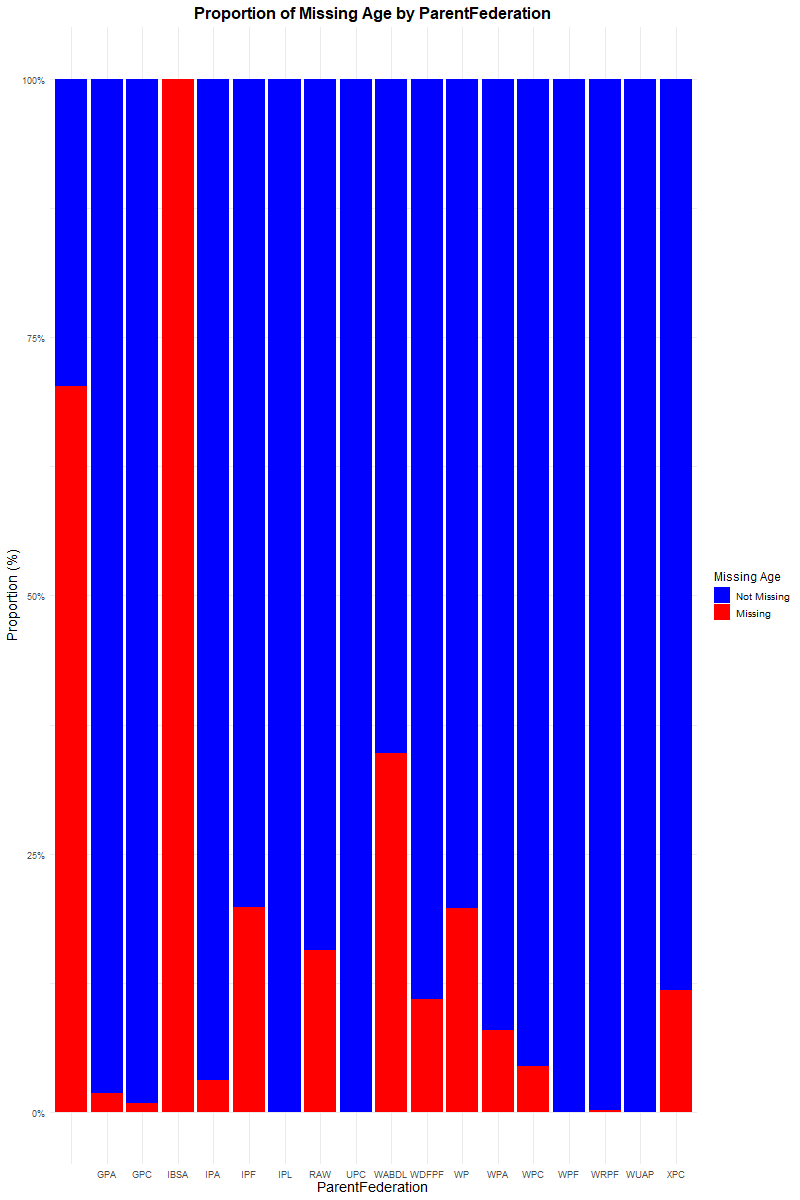 Proportion of Missing Age by ParentFederation
100%
75%
50%
25%
0%
Proportion (%)
GPA GPC IBSA IPA IPF IPL RAW UPC WABDL WDFPF WP WPA WPC WPF WRPF WUAP XPC
ParentFederation
Missing Age
Not Missing
Missing